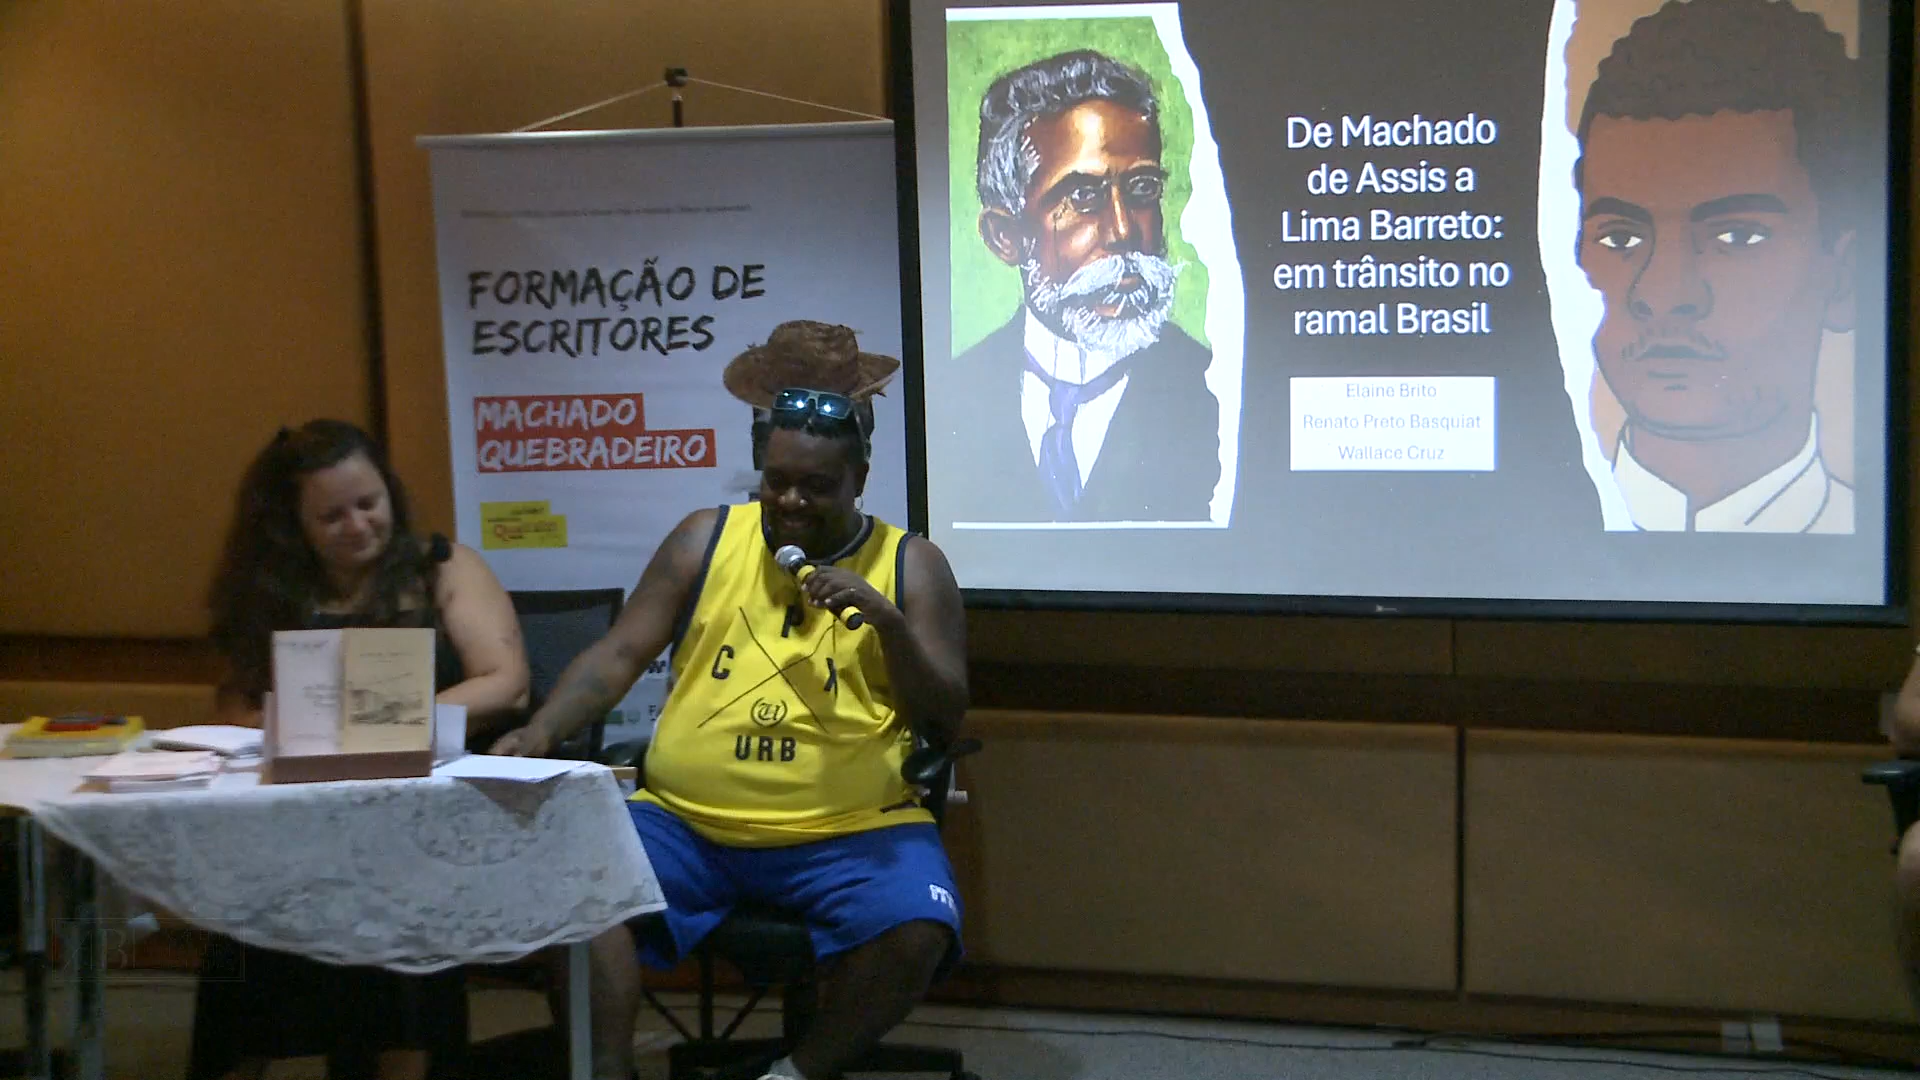 FORMAÇÃO DE
ESCRITORES
MACHADO
QUEBRADEIRO
De Machado
de Assis a
Lima Barreto:
em trânsito no
ramal Brasil
Elaine Brito
Renato Preto Basquiat
Wallace Cruz
P
C X
U
URB